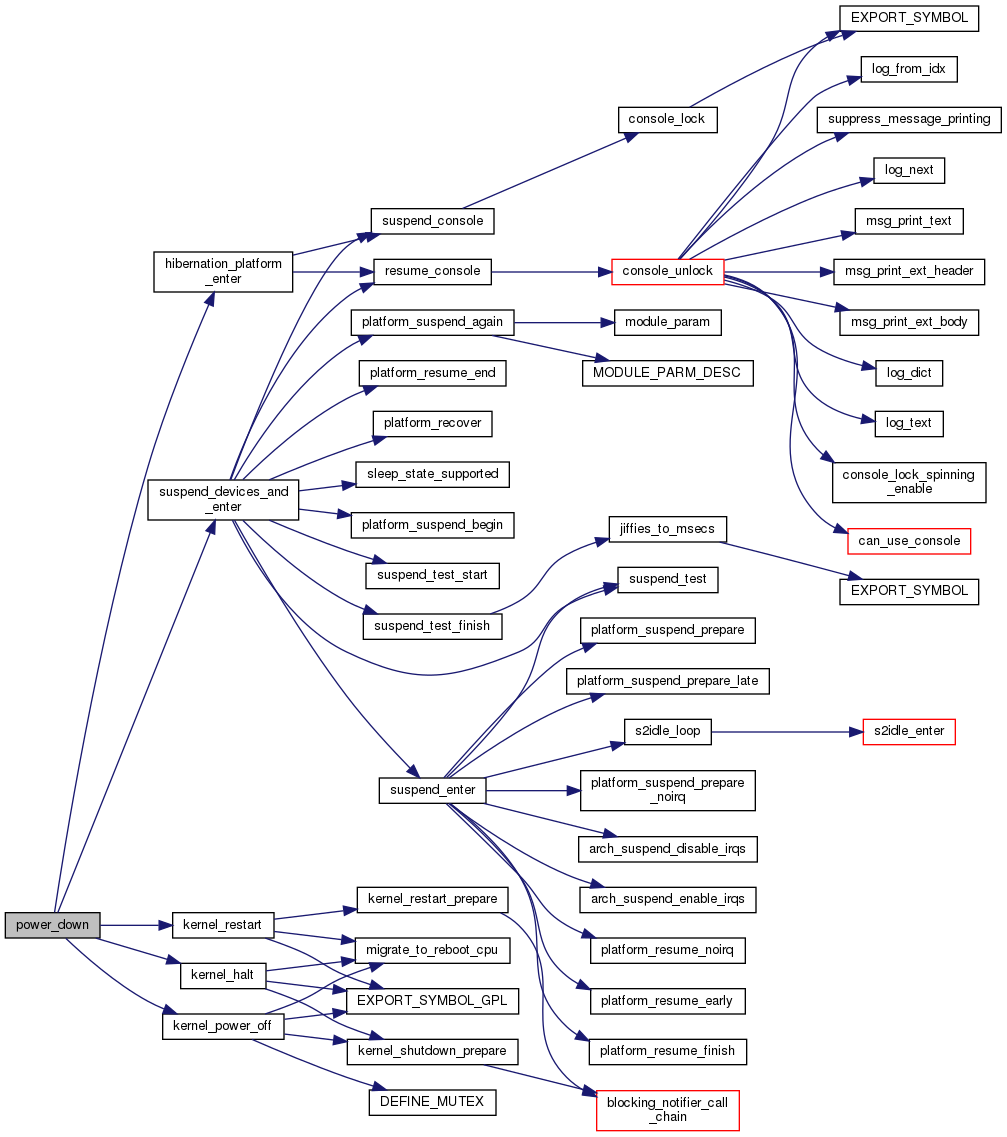 EXPORT_SYMBOL
log_from_idx
console_lock
suppress_message_printing
log_next
suspend_console
msg_print_text
hibernation_platform
_enter
resume_console
console_unlock
msg_print_ext_header
platform_suspend_again
module_param
msg_print_ext_body
platform_resume_end
MODULE_PARM_DESC
log_dict
platform_recover
log_text
sleep_state_supported
console_lock_spinning
_enable
suspend_devices_and
_enter
platform_suspend_begin
jiffies_to_msecs
can_use_console
suspend_test_start
suspend_test
EXPORT_SYMBOL
suspend_test_finish
platform_suspend_prepare
platform_suspend_prepare_late
s2idle_loop
s2idle_enter
suspend_enter
platform_suspend_prepare
_noirq
arch_suspend_disable_irqs
kernel_restart_prepare
arch_suspend_enable_irqs
power_down
kernel_restart
migrate_to_reboot_cpu
platform_resume_noirq
kernel_halt
EXPORT_SYMBOL_GPL
platform_resume_early
kernel_power_off
kernel_shutdown_prepare
platform_resume_finish
DEFINE_MUTEX
blocking_notifier_call
_chain